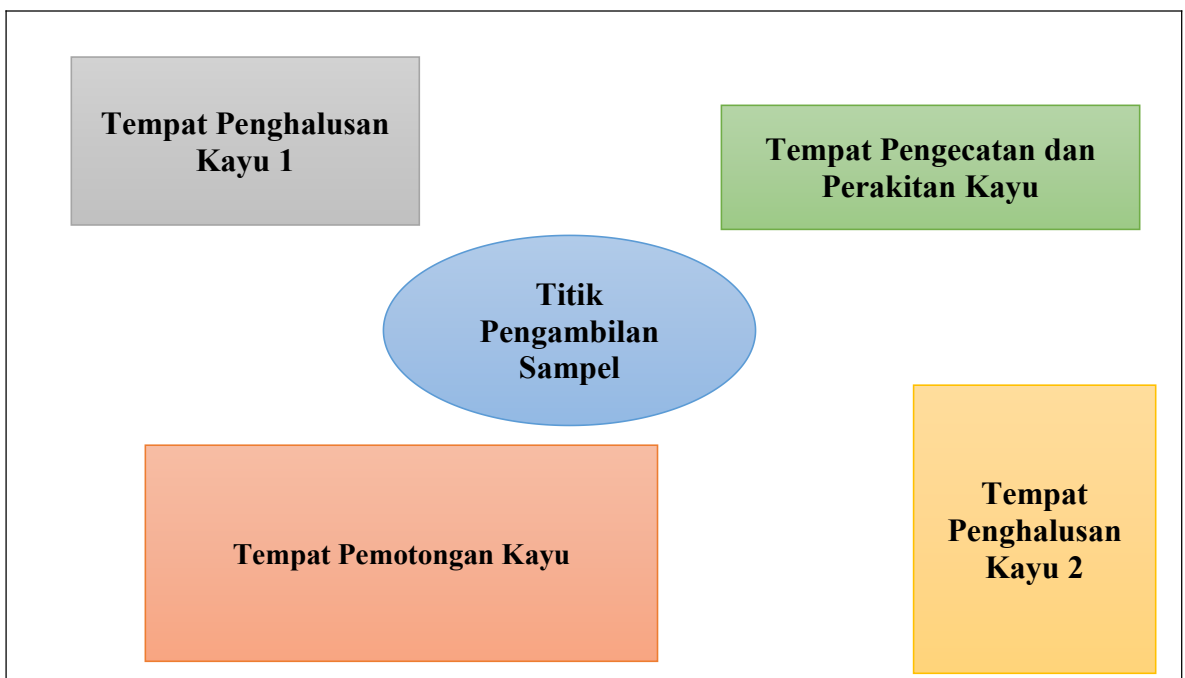 Tempat Penghalusan
Kayu 1
Tempat Pengecatan dan
Perakitan Kayu
Titik
Pengambilan
Sampel
Tempat Pemotongan Kayu
Tempat
Penghalusan
Kayu 2